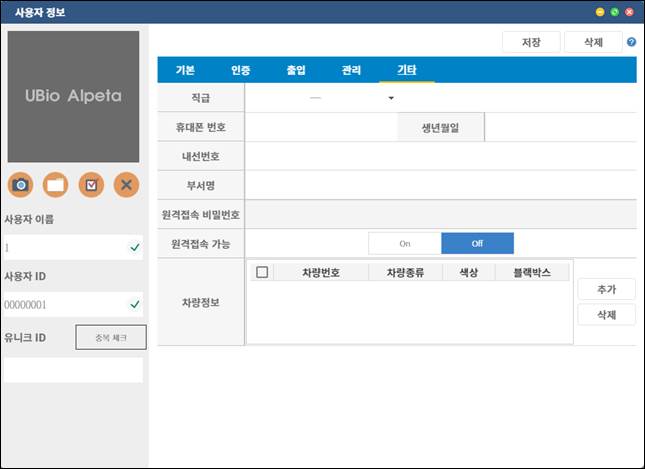 사용자 정보
저장 삭제
UBio Alpeta
기본 인증 출입 관리 기타
직급 —
휴대폰 번호 생년월일
내선번호
부서명
원격접속 비밀번호
원격접속 가능 On Off
차량정보 차량번호 차량종류 색상 블랙박스
추가
삭제
사용자 이름
1
사용자 ID
00000001
유니크 ID 중복 체크